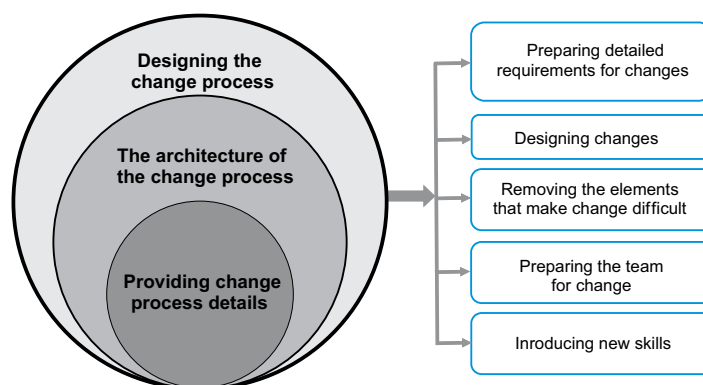 Designing the
change process
The architecture of
the change process
Providing change
process details
Preparing detailed
requirements for changes
Designing changes
Removing the elements
that make change difficult
Preparing the team
for change
Inroducing new skills